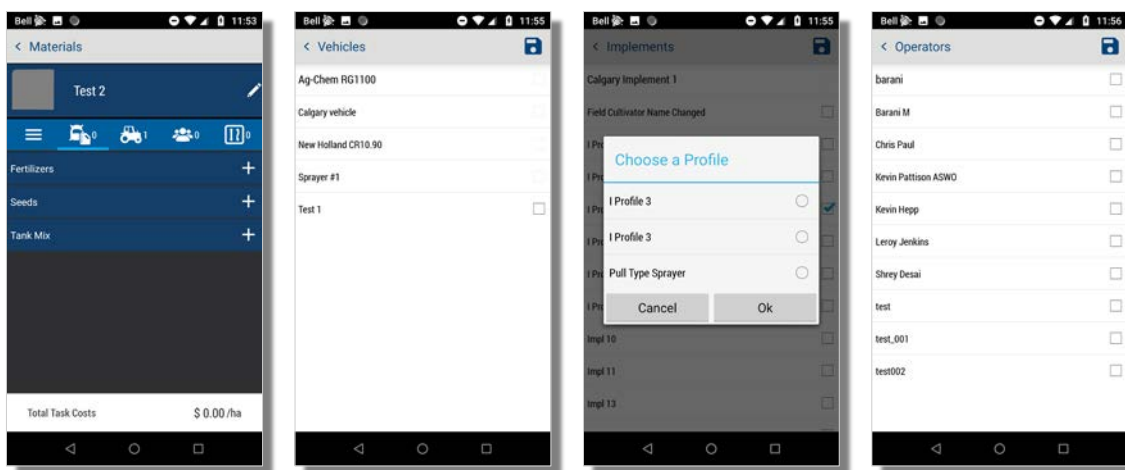 Bell 11:53
< Materials
Test 2
0 1 0 0
Fertilizers +
Seeds +
Tank Mix +
Total Task Costs $ 0.00 /ha
Bell 11:55
< Vehicles
Ag-Chem RG1100
Calgary vehicle
New Holland CR10.90
Sprayer #1
Test 1
Bell 11:55
< Implements
Calgary Implement 1
Field Cultivator Name Changed
Choose a Profile
I Profile 3
I Profile 3
Pull Type Sprayer
Cancel Ok
Impl 10
Impl 11
Impl 13
Bell 11:56
< Operators
barani
Barani M
Chris Paul
Kevin Pattison ASWO
Kevin Hepp
Leroy Jenkins
Shrey Desai
test
test_001
test002